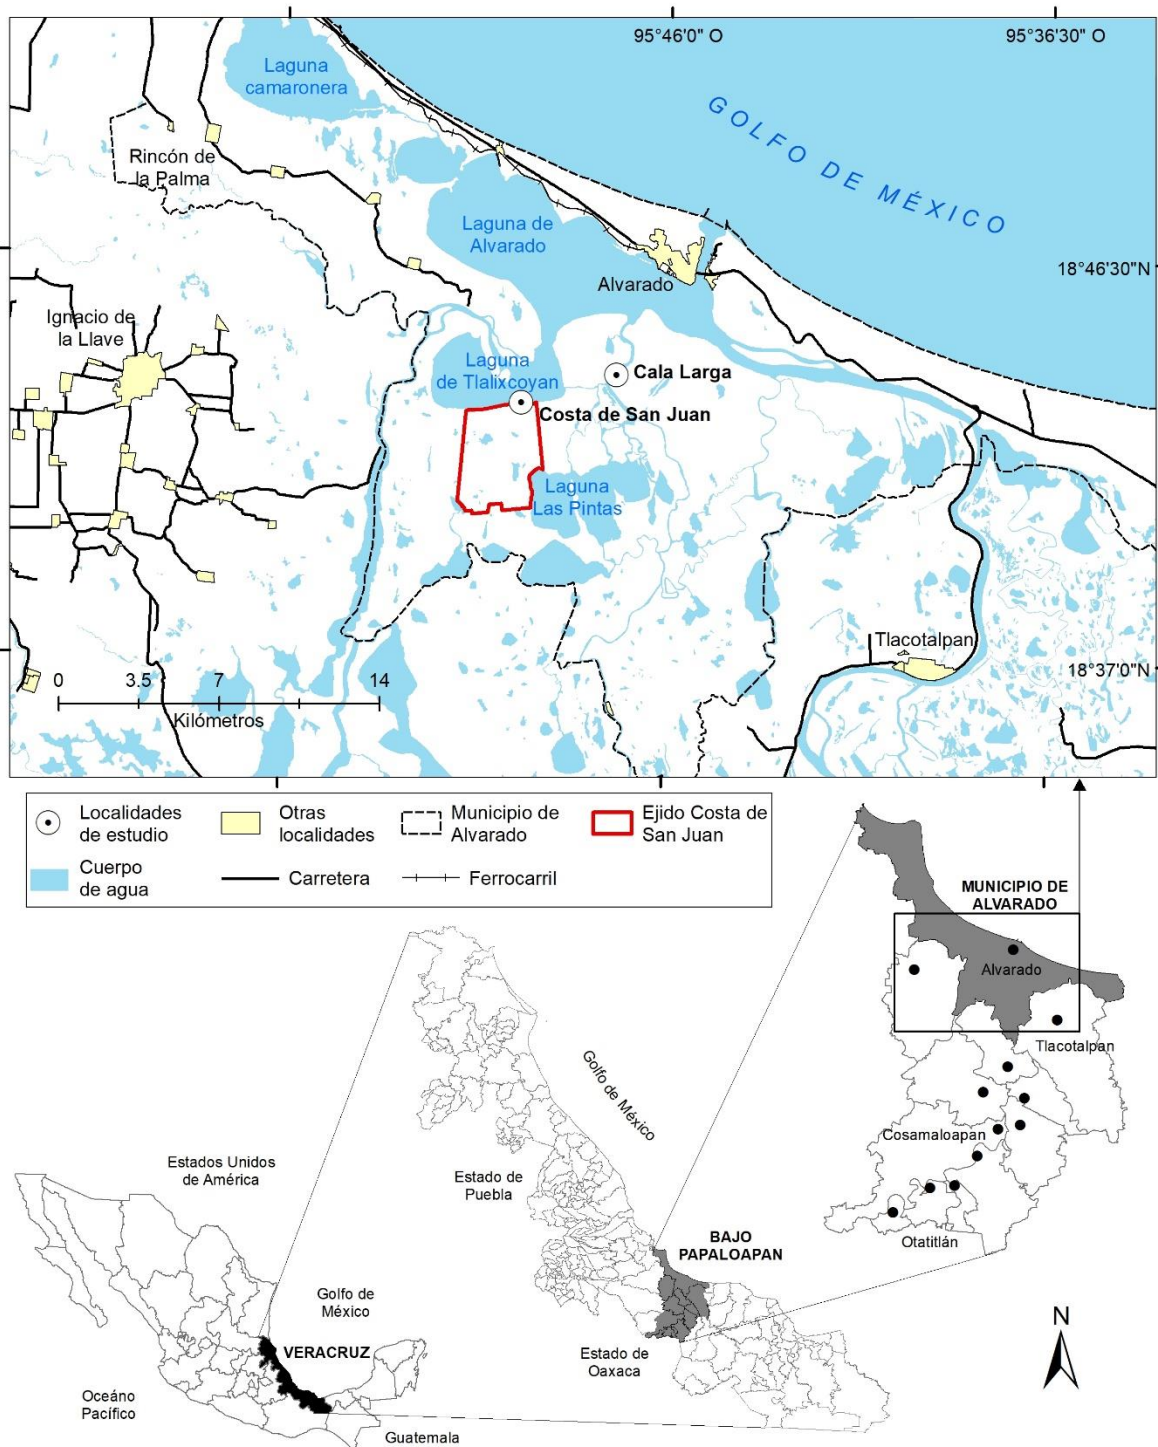 95°46'0" O
95°36'30" O
Laguna
camaronera
GOLFO DE MÉXICO
Rincón de
la Palma
Laguna de
Alvarado
18°46'30"N
Alvarado
Ignacio de
la Llave
Laguna
de Tlalixcoyan
Cala Larga
Costa de San Juan
Laguna
Las Pintas
Tlacotalpan
18°37'0"N
0 3.5 7 14
Kilómetros
Localidades
de estudio
Otras
localidades
Municipio de
Alvarado
Ejido Costa de
San Juan
Cuerpo
de agua
Carretera
Ferrocarril
MUNICIPIO DE
ALVARADO
Alvarado
Tlacotalpan
Cosamaloapan
Otatitlán
Golfo de México
Estado de
Puebla
BAJO
PAPALOAPAN
Estado de
Oaxaca
Estados Unidos
de América
Golfo de
México
VERACRUZ
Oceáno
Pacífico
Guatemala
N